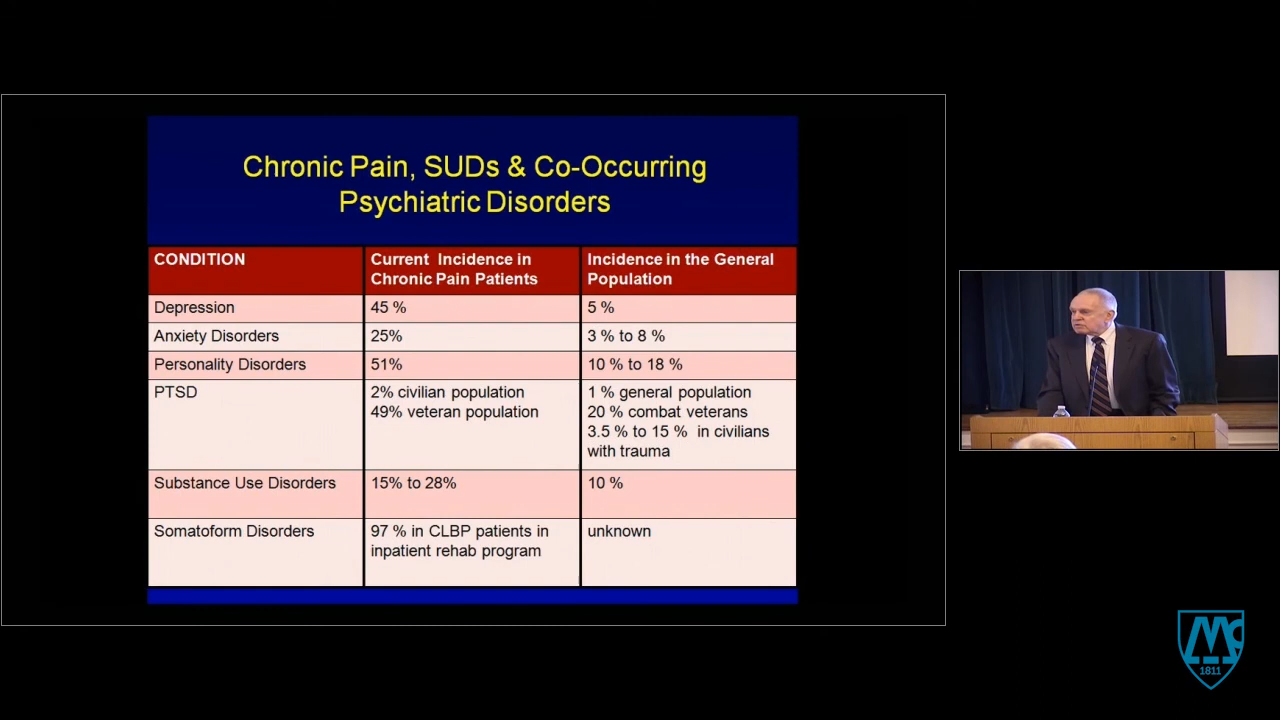 Chronic Pain, SUDs & Co-Occurring
Psychiatric Disorders
CONDITION
Current Incidence in
Chronic Pain Patients
Incidence in the General
Population
Depression
45 %
5 %
Anxiety Disorders
25%
3 % to 8 %
Personality Disorders
51%
10 % to 18 %
PTSD
2% civilian population
49% veteran population
1 % general population
20 % combat veterans
3.5 % to 15 % in civilians
with trauma
Substance Use Disorders
15% to 28%
10 %
Somatoform Disorders
97 % in CLBP patients in
inpatient rehab program
unknown
Mc
1811